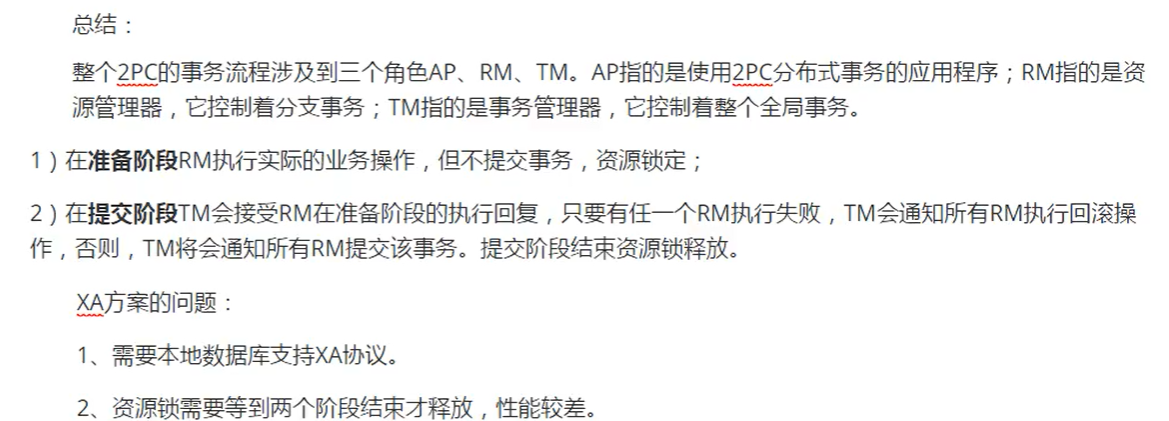 总结：
整个2PC的事务流程涉及到三个角色AP、RM、TM。AP指的是使用2PC分布式事务的应用程序；RM指的是资
源管理器，它控制着分支事务；TM指的是事务管理器，它控制着整个全局事务。
1）在准备阶段RM执行实际的业务操作，但不提交事务，资源锁定；
2）在提交阶段TM会接受RM在准备阶段的执行回复，只要有任一个RM执行失败，TM会通知所有RM执行回滚操
作，否则，TM将会通知所有RM提交该事务。提交阶段结束资源锁释放。
XA方案的问题：
1、需要本地数据库支持XA协议。
2、资源锁需要等到两个阶段结束才释放，性能较差。